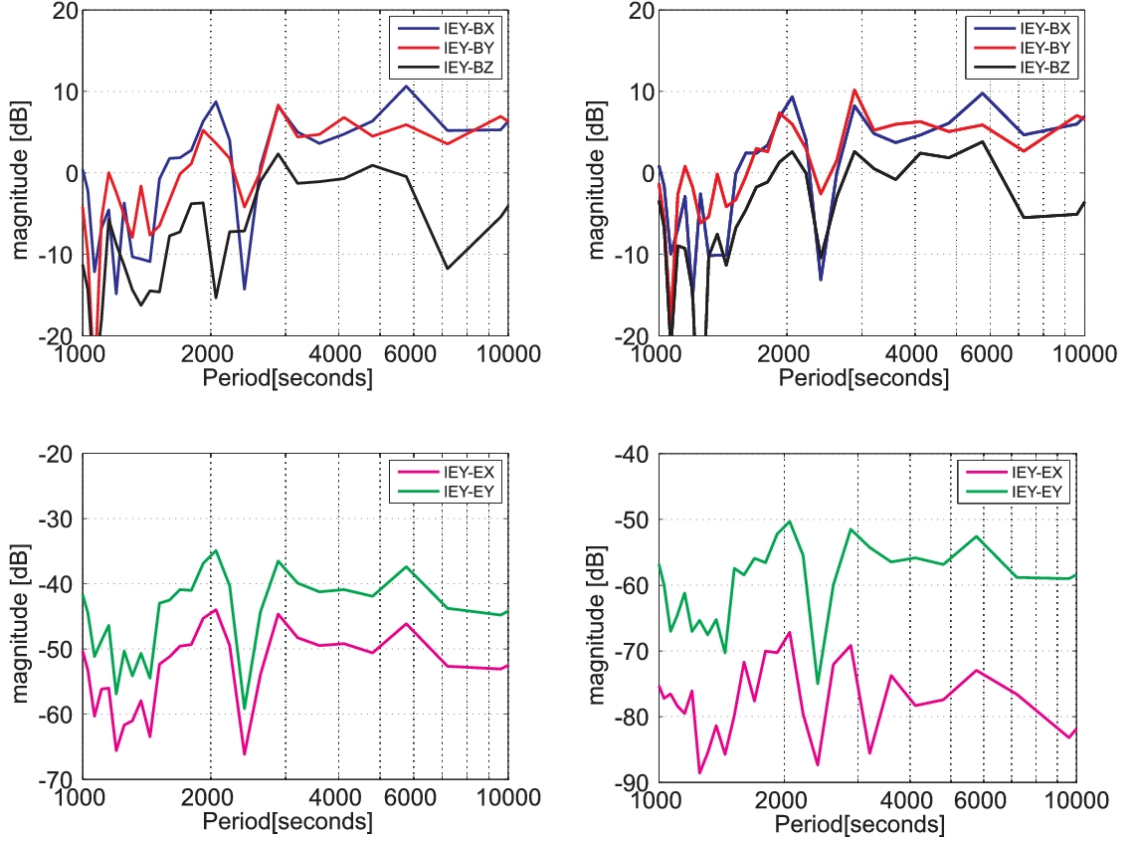 20
10
0
-10
-20
magnitude [dB]
1000 2000 4000 6000 10000
Period[seconds]
IEY-BX
IEY-BY
IEY-BZ
20
10
0
-10
-20
magnitude [dB]
1000 2000 4000 6000 10000
Period[seconds]
IEY-BX
IEY-BY
IEY-BZ
-20
-30
-40
-50
-60
-70
magnitude [dB]
1000 2000 4000 6000 10000
Period[seconds]
IEY-EX
IEY-EY
-40
-50
-60
-70
-80
-90
magnitude [dB]
1000 2000 4000 6000 10000
Period[seconds]
IEY-EX
IEY-EY